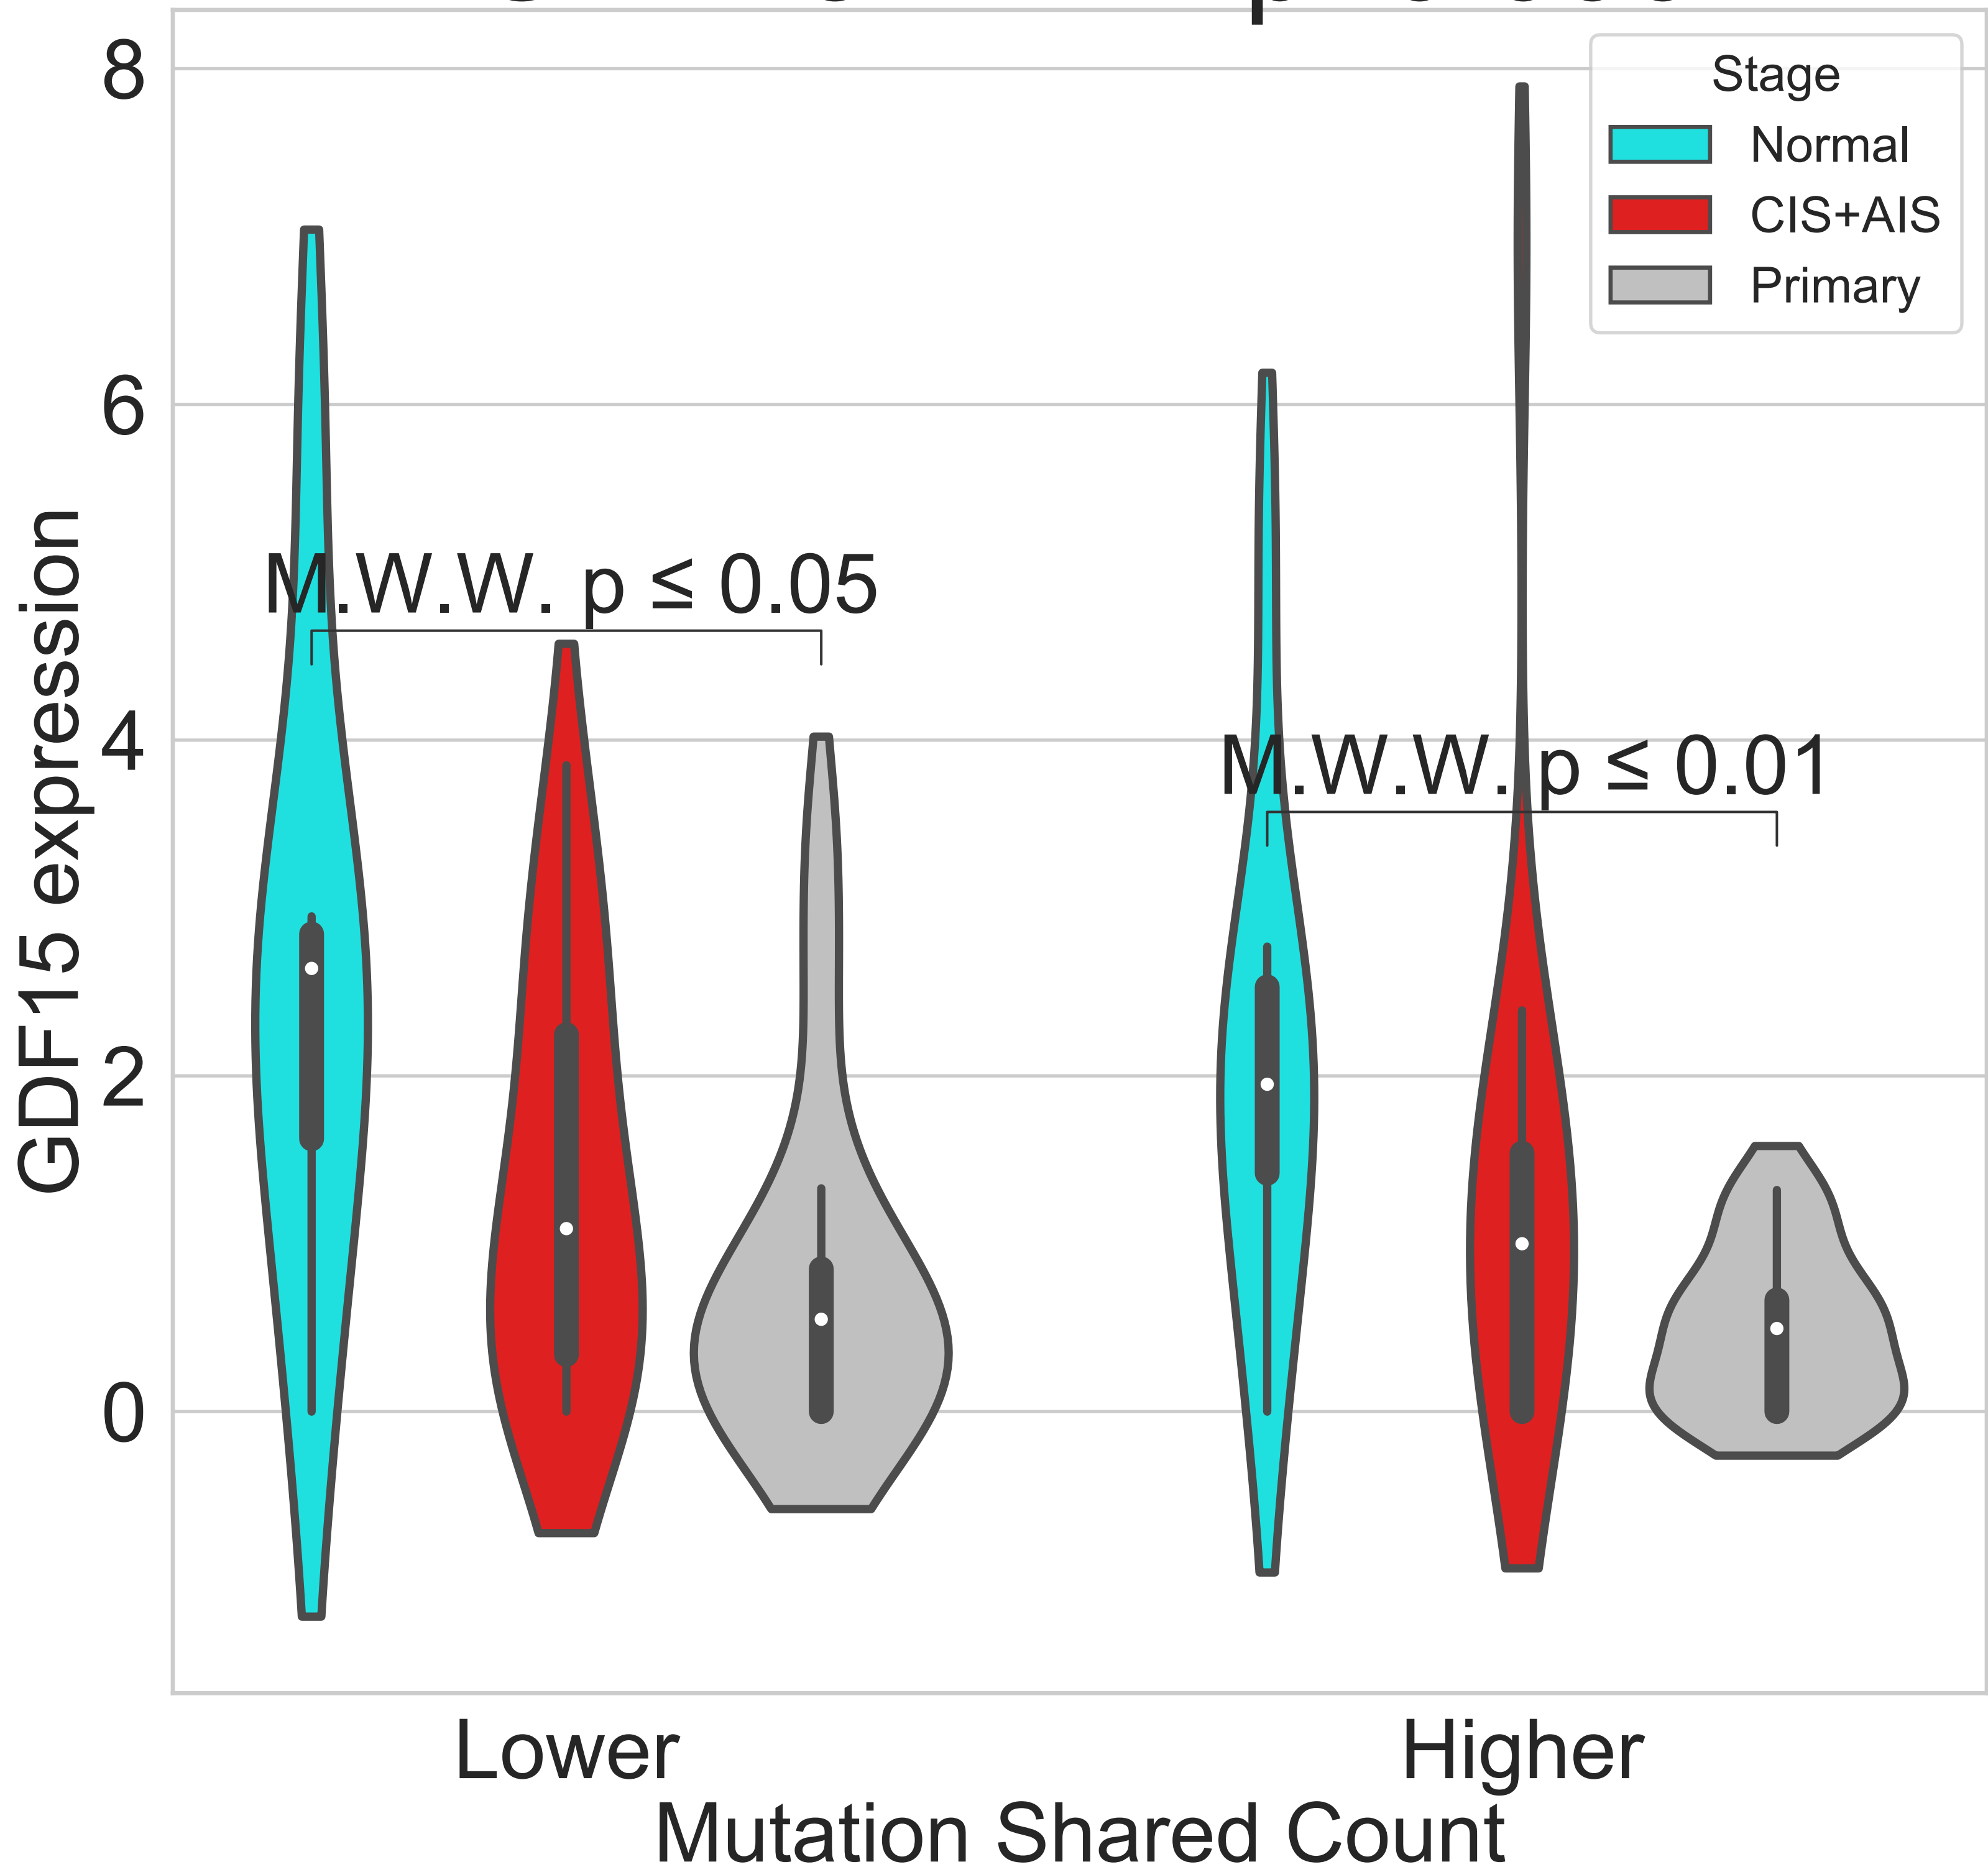 8
6
4
2
0
GDF15 expression
Stage
Normal
CIS+AIS
Primary
M.W.W. p ≤ 0.05
M.W.W. p ≤ 0.01
Lower
Higher
Mutation Shared Count